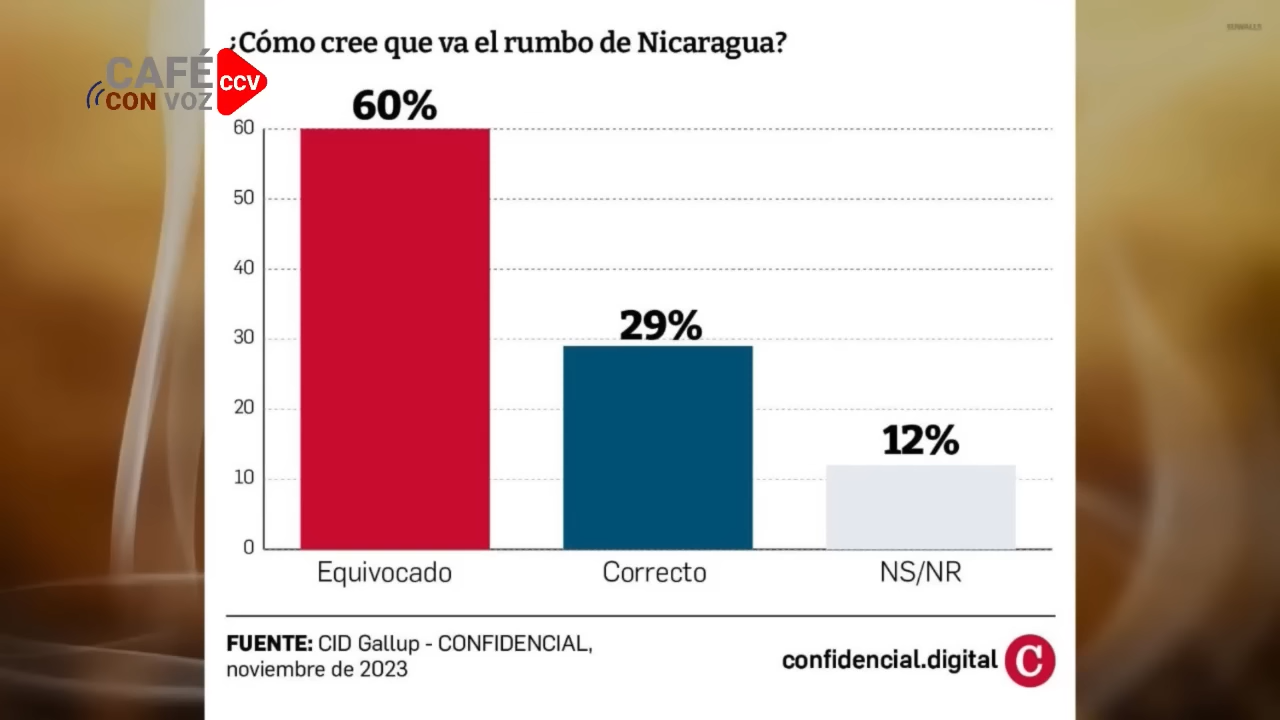 ¿Cómo cree que va el rumbo de Nicaragua?
CAFÉ
CON VOZ
CCV
60%
60
50
40
29%
30
20
12%
10
0
Equivocado
Correcto
NS/NR
FUENTE: CID Gallup - CONFIDENCIAL,
noviembre de 2023
confidencial.digital C